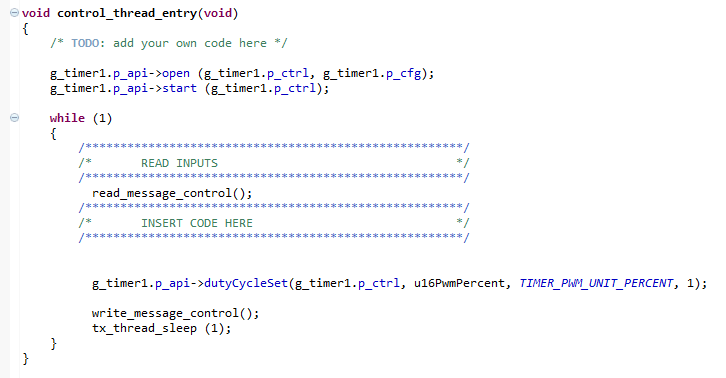 void control_thread_entry(void)
{
/* TODO: add your own code here */
g_timer1.p_api->open (g_timer1.p_ctrl, g_timer1.p_cfg);
g_timer1.p_api->start (g_timer1.p_ctrl);
while (1)
{
/******************************************************/
/*       READ INPUTS                                  */
/******************************************************/
read_message_control();
/******************************************************/
/*       INSERT CODE HERE                             */
/******************************************************/
g_timer1.p_api->dutyCycleSet(g_timer1.p_ctrl, u16PwmPercent, TIMER_PWM_UNIT_PERCENT, 1);
write_message_control();
tx_thread_sleep (1);
}
}